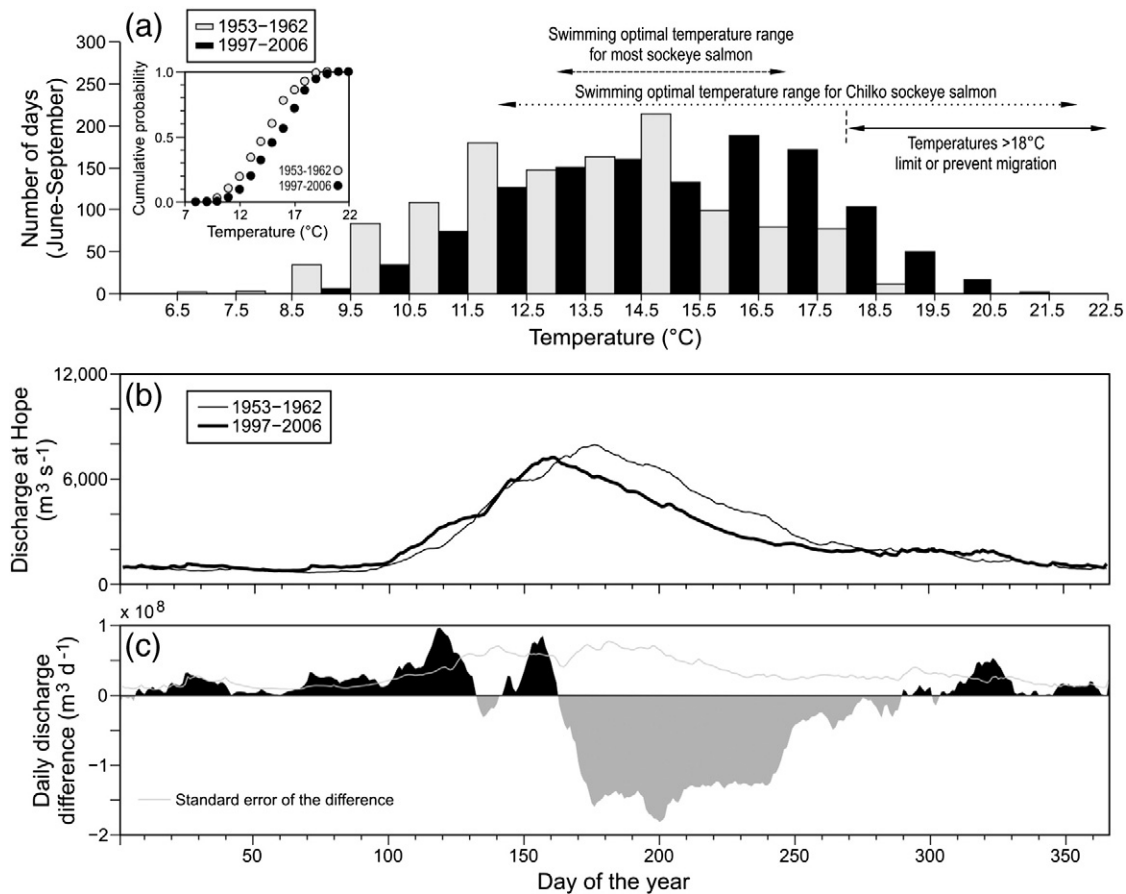 (a)
1953–1962
1997–2006
Number of days
(June-September)
300
250
200
150
100
50
0
Cumulative probability
1.0
0.5
0.0
7
12
17
22
Temperature (°C)
1953-1962
1997-2006
Swimming optimal temperature range
for most sockeye salmon
Swimming optimal temperature range for Chilko sockeye salmon
Temperatures >18°C
limit or prevent migration
6.5
7.5
8.5
9.5
10.5
11.5
12.5
13.5
14.5
15.5
16.5
17.5
18.5
19.5
20.5
21.5
22.5
Temperature (°C)
(b)
1953–1962
1997–2006
Discharge at Hope
(m³ s⁻¹)
12,000
6,000
0
x 10⁸
(c)
Daily discharge
difference (m³ d⁻¹)
1
0
−1
−2
Standard error of the difference
50
100
150
200
250
300
350
Day of the year